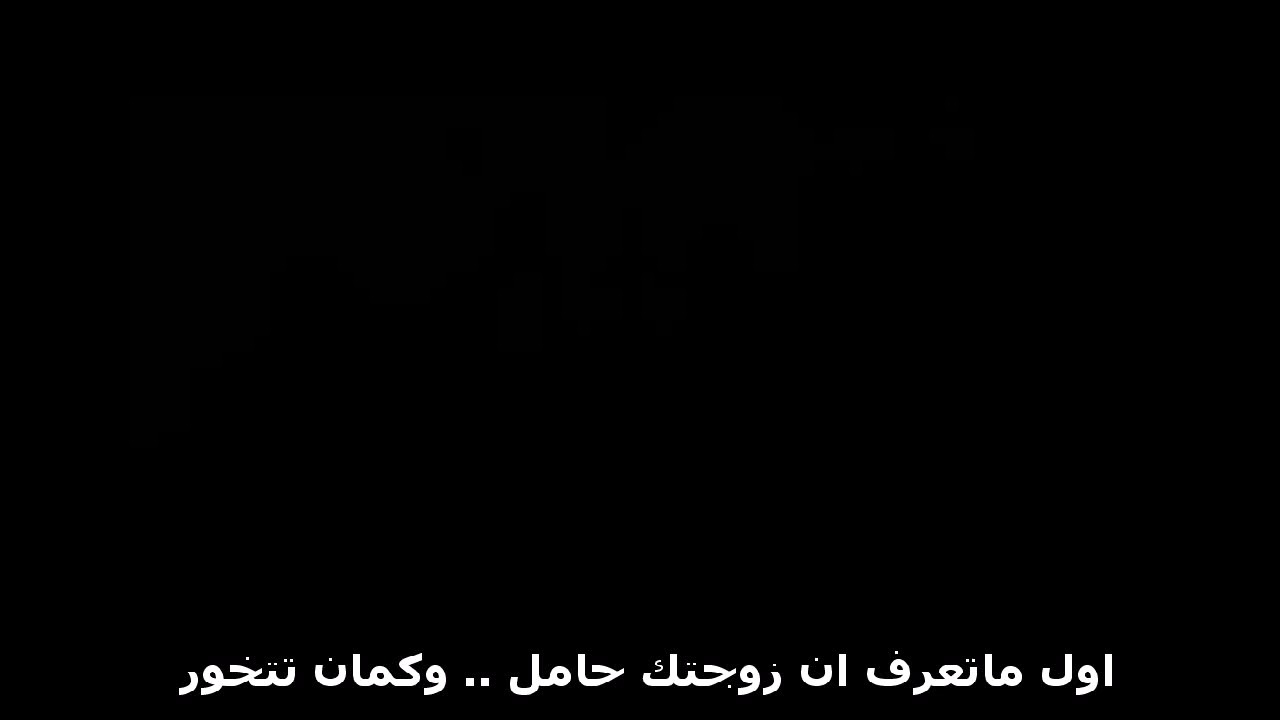 اول ماتعرف ان زوجتك حامل .. وكمان تتخور